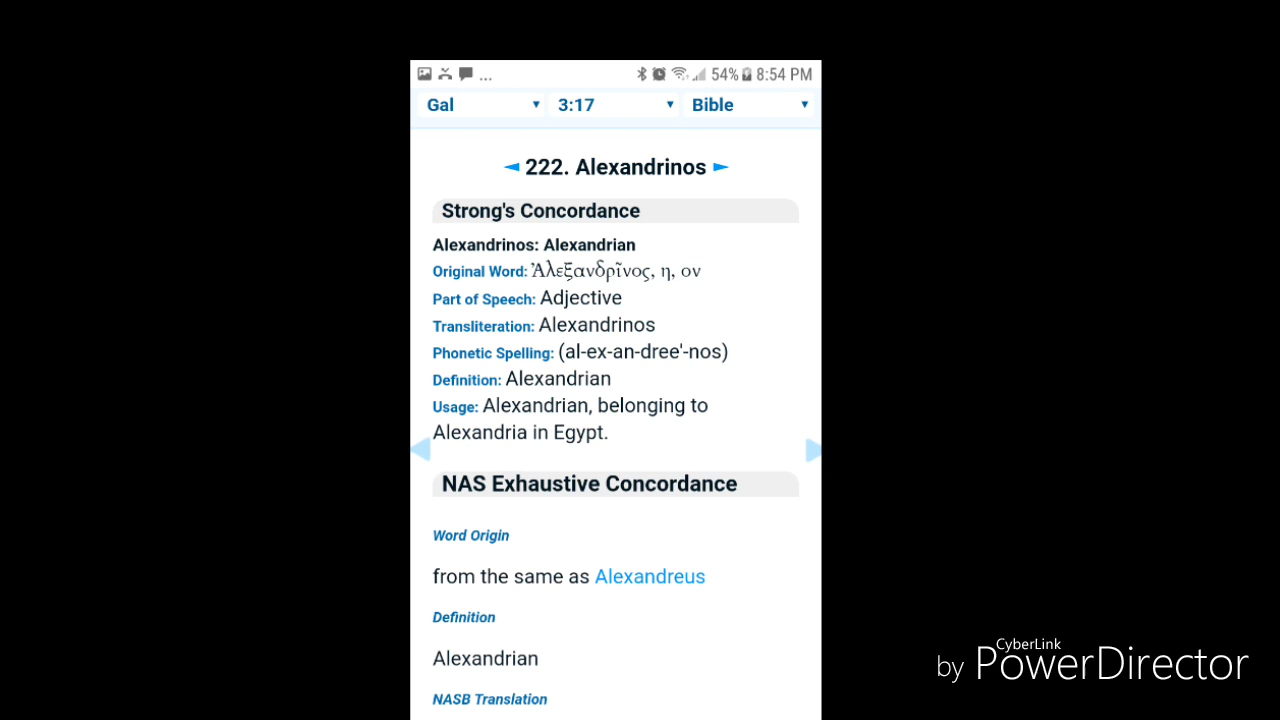 ... 54% 8:54 PM
Gal 3:17 Bible
222. Alexandrinos
Strong's Concordance
Alexandrinos: Alexandrian
Original Word: Ἀλεξανδρῖνος, η, ον
Part of Speech: Adjective
Transliteration: Alexandrinos
Phonetic Spelling: (al-ex-an-dree'-nos)
Definition: Alexandrian
Usage: Alexandrian, belonging to
Alexandria in Egypt.
NAS Exhaustive Concordance
Word Origin
from the same as Alexandreus
Definition
Alexandrian
NASB Translation
CyberLink
by PowerDirector